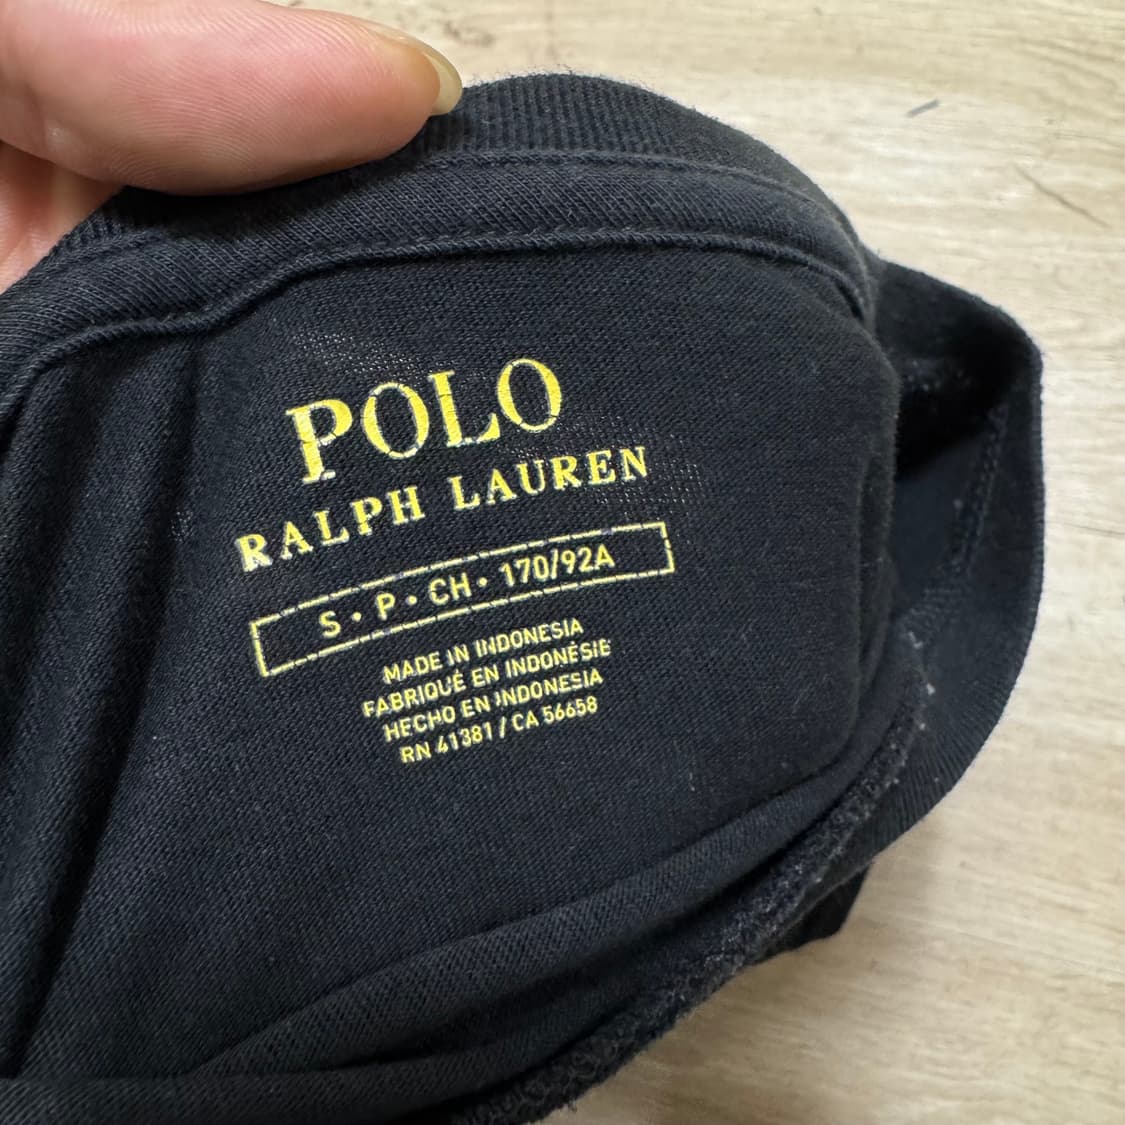 POLO
RALPH LAUREN
S • P • CH • 170/92A
MADE IN INDONESIA
FABRIQUÉ EN INDONÉSIE
HECHO EN INDONESIA
RN 41381 / CA 56658